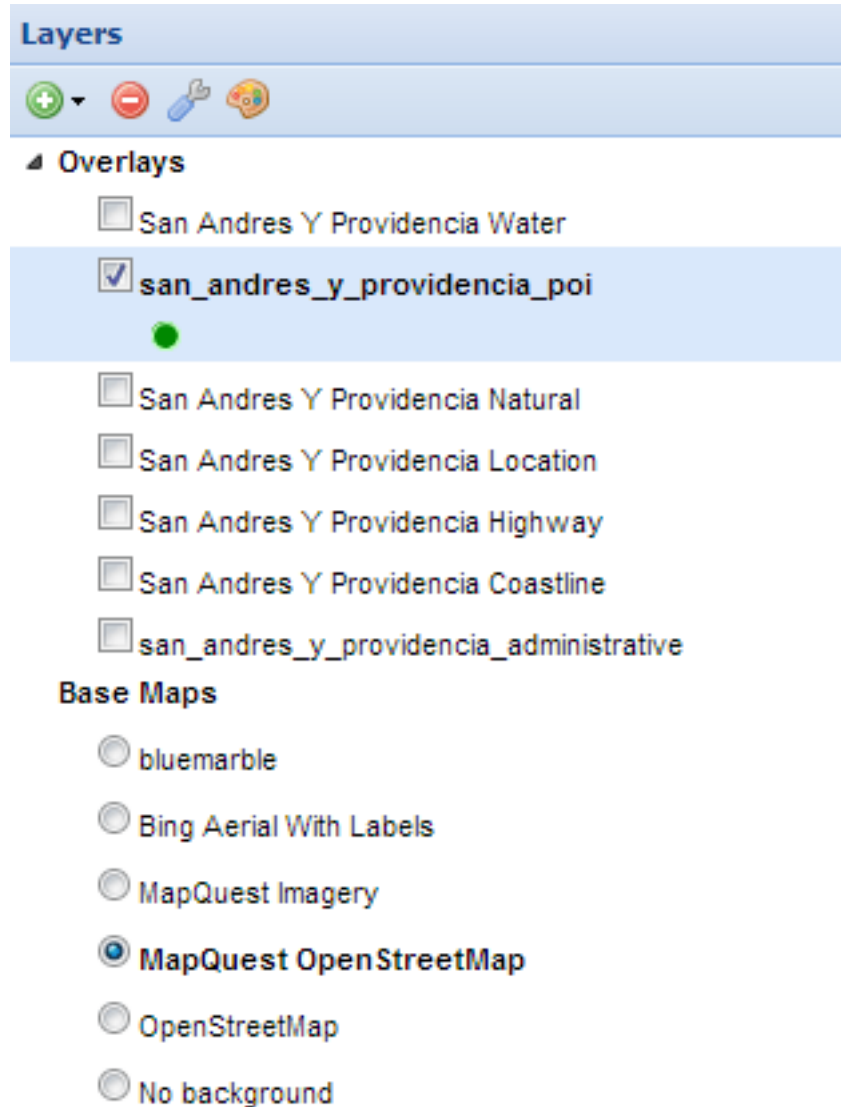 Layers
Overlays
San Andres Y Providencia Water
san_andres_y_providencia_poi
San Andres Y Providencia Natural
San Andres Y Providencia Location
San Andres Y Providencia Highway
San Andres Y Providencia Coastline
san_andres_y_providencia_administrative
Base Maps
bluemarble
Bing Aerial With Labels
MapQuest Imagery
MapQuest OpenStreetMap
OpenStreetMap
No background